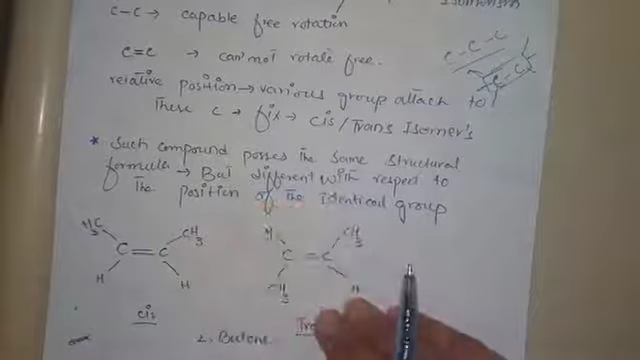 Isomerism
C-C → capable free rotation
C=C → can not rotate free.
C-C-C
C-C
relative position → various group attach to
These C → fix → cis/Trans Isomer's
* Such compound posses the same structural
formula → But different with respect to
The position of the identical group
H3C CH3
C=C
H H
cis
H CH3
C=C
CH3 H
2. Butene